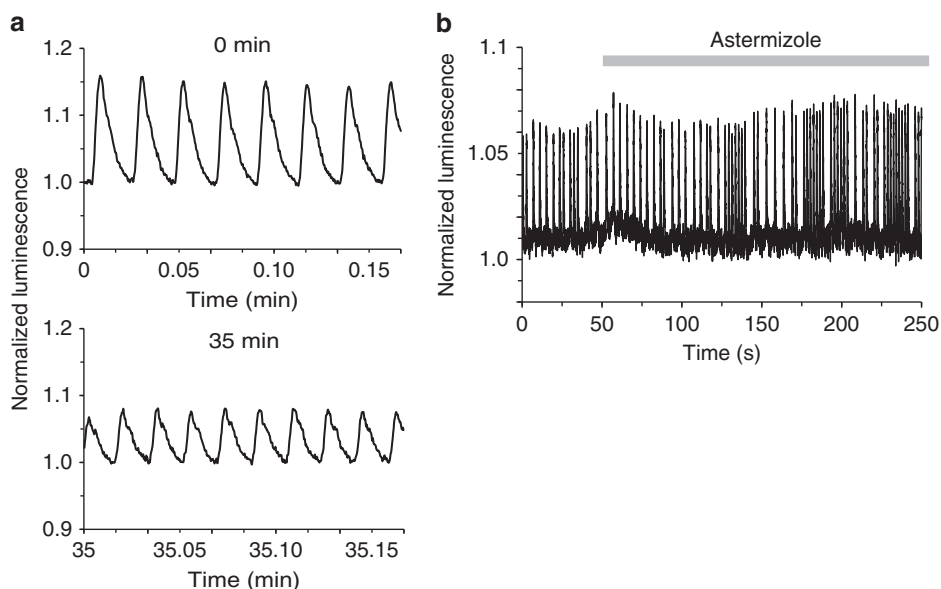 a
0 min
1.2
1.1
1.0
0.9
0 0.05 0.10 0.15
Time (min)
Normalized luminescence
35 min
1.2
1.1
1.0
0.9
35 35.05 35.10 35.15
Time (min)
b
Astermizole
1.1
1.05
1.0
Normalized luminescence
0 50 100 150 200 250
Time (s)